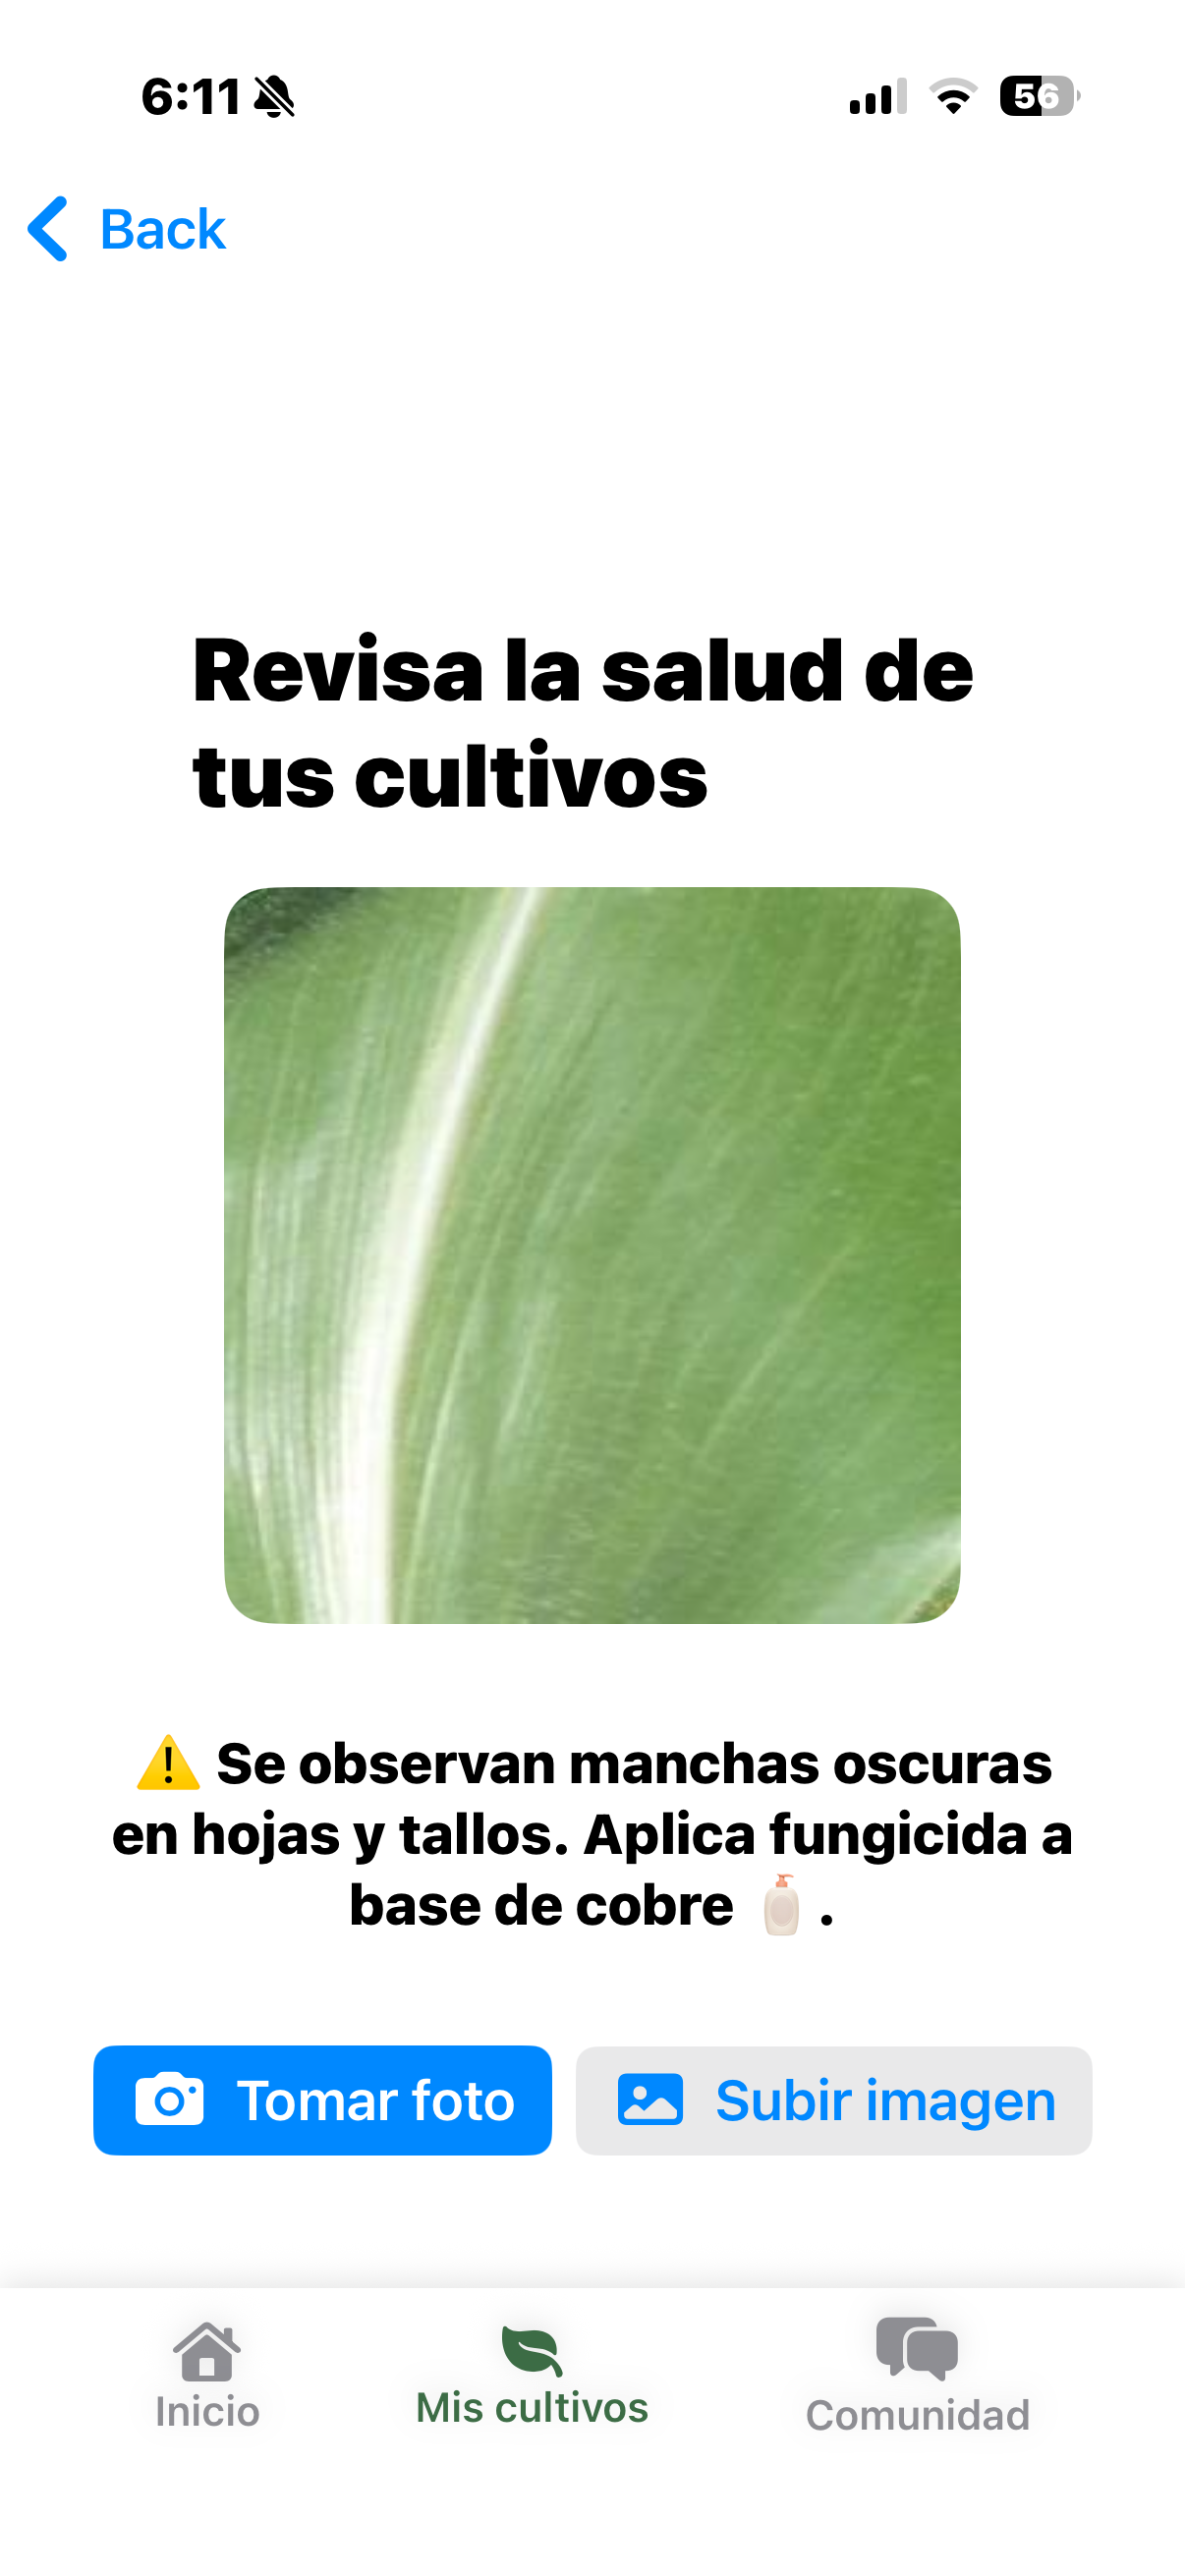 6:11
56
Back
Revisa la salud de
tus cultivos
⚠️ Se observan manchas oscuras
en hojas y tallos. Aplica fungicida a
base de cobre 🧴.
Tomar foto
Subir imagen
Inicio
Mis cultivos
Comunidad